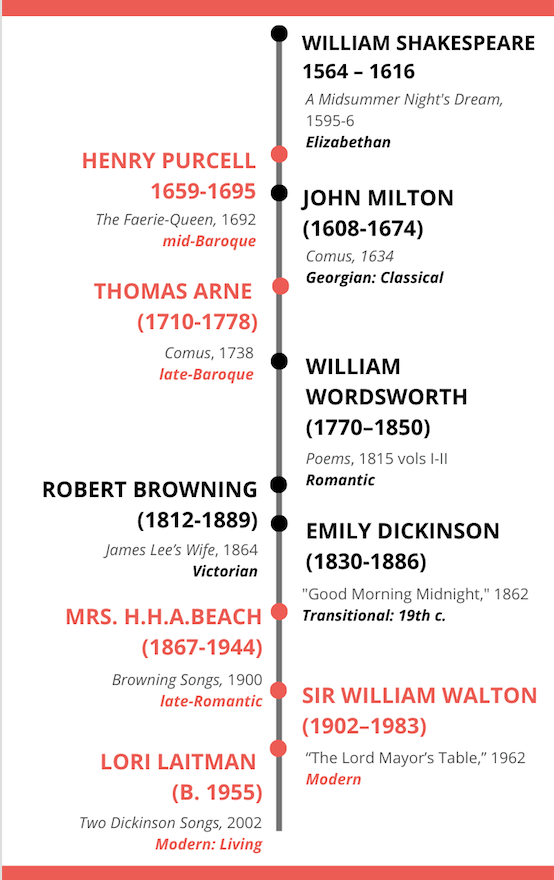 WILLIAM SHAKESPEARE
1564 – 1616
A Midsummer Night's Dream,
1595-6
Elizabethan
HENRY PURCELL
1659-1695
The Faerie-Queen, 1692
mid-Baroque
JOHN MILTON
(1608-1674)
Comus, 1634
Georgian: Classical
THOMAS ARNE
(1710-1778)
Comus, 1738
late-Baroque
WILLIAM
WORDSWORTH
(1770–1850)
Poems, 1815 vols I-II
Romantic
ROBERT BROWNING
(1812-1889)
James Lee’s Wife, 1864
Victorian
EMILY DICKINSON
(1830-1886)
"Good Morning Midnight," 1862
Transitional: 19th c.
MRS. H.H.A.BEACH
(1867-1944)
Browning Songs, 1900
late-Romantic
SIR WILLIAM WALTON
(1902–1983)
“The Lord Mayor’s Table,” 1962
Modern
LORI LAITMAN
(B. 1955)
Two Dickinson Songs, 2002
Modern: Living